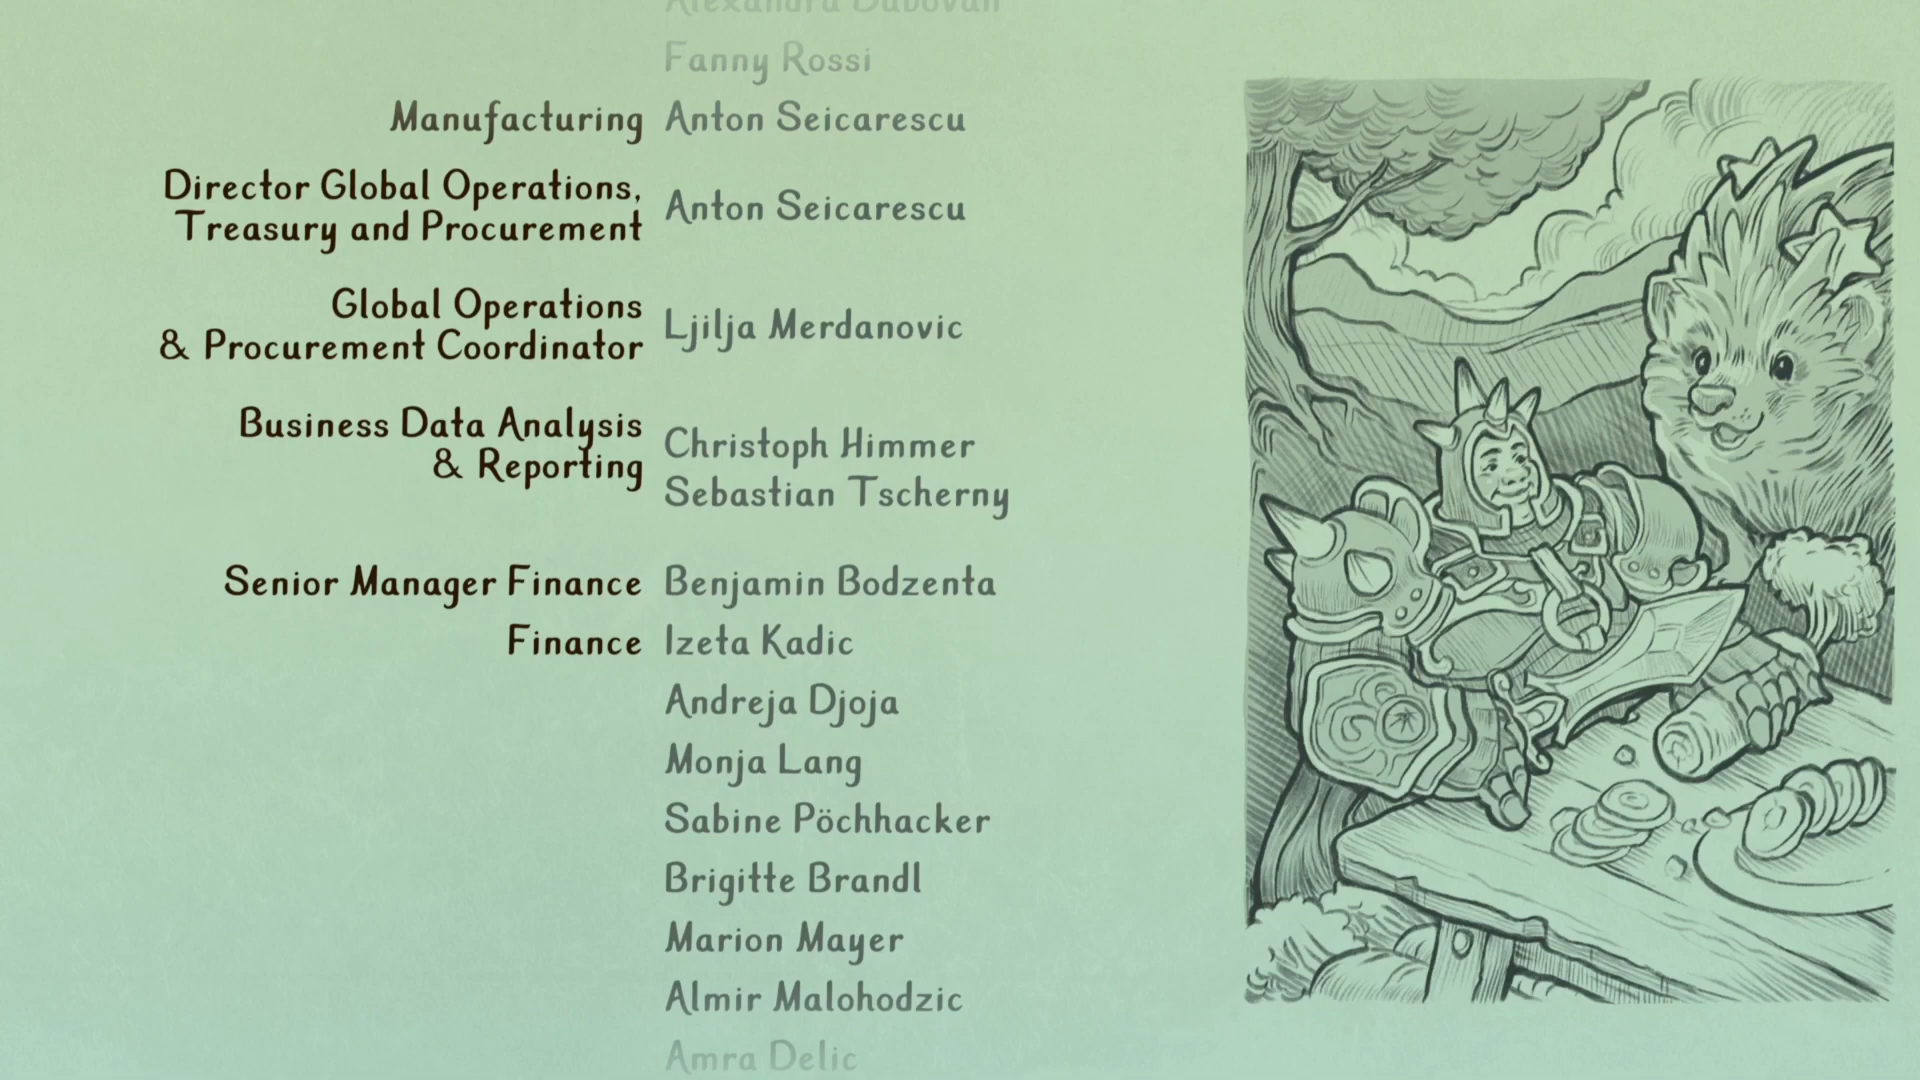 Fanny Rossi
Manufacturing Anton Seicarescu
Director Global Operations,
Treasury and Procurement Anton Seicarescu
Global Operations
& Procurement Coordinator Ljilja Merdanovic
Business Data Analysis
& Reporting Christoph Himmer
Sebastian Tscherny
Senior Manager Finance Benjamin Bodzenta
Finance Izeta Kadic
Andreja Djoja
Monja Lang
Sabine Pöchhacker
Brigitte Brandl
Marion Mayer
Almir Malohodzic
Amra Delic